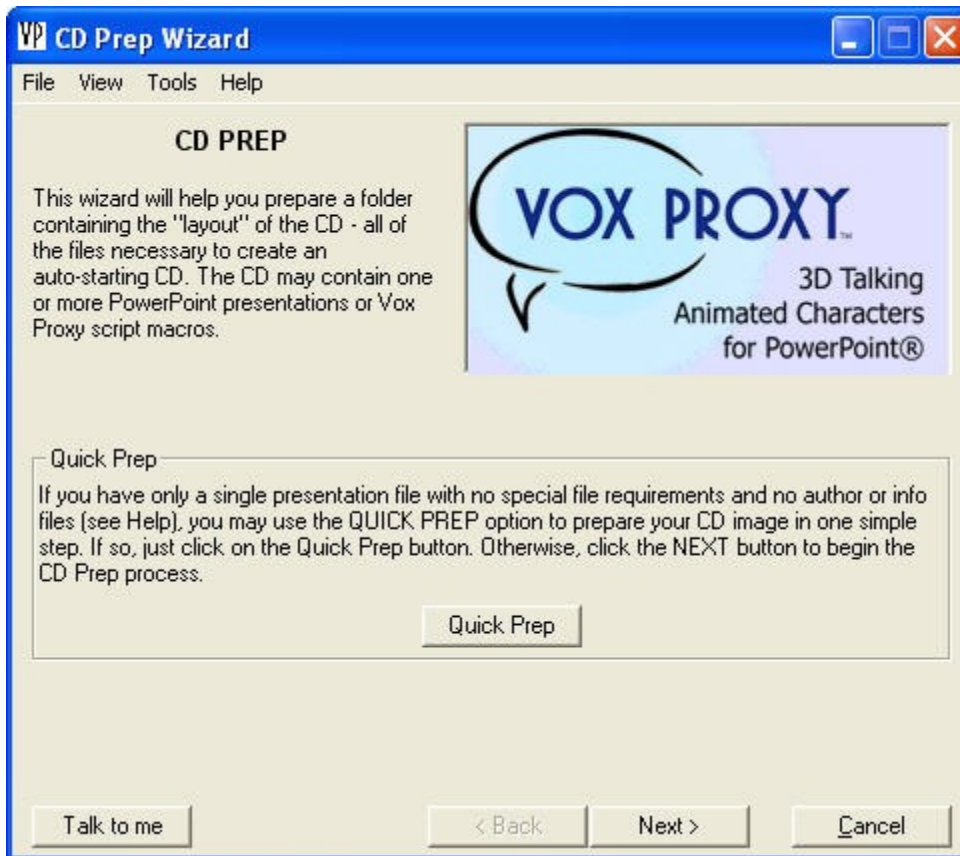 VP CD Prep Wizard
File View Tools Help
CD PREP
This wizard will help you prepare a folder
containing the "layout" of the CD - all of
the files necessary to create an
auto-starting CD. The CD may contain one
or more PowerPoint presentations or Vox
Proxy script macros.
VOX PROXY™
3D Talking
Animated Characters
for PowerPoint®
Quick Prep
If you have only a single presentation file with no special file requirements and no author or info
files (see Help), you may use the QUICK PREP option to prepare your CD image in one simple
step. If so, just click on the Quick Prep button. Otherwise, click the NEXT button to begin the
CD Prep process.
Quick Prep
Talk to me
< Back
Next >
Cancel